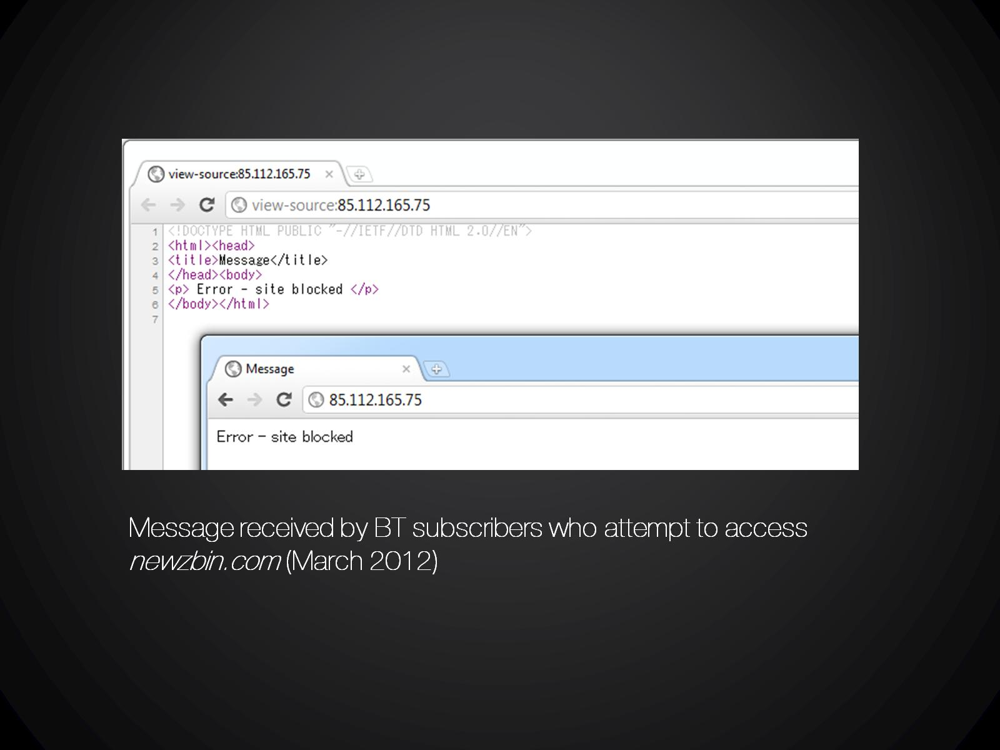 view-source:85.112.165.75
view-source:85.112.165.75
1 <!DOCTYPE HTML PUBLIC "-//IETF//DTD HTML 2.0//EN">
2 <html><head>
3 <title>Message</title>
4 </head><body>
5 <p> Error - site blocked </p>
6 </body></html>
7
Message
85.112.165.75
Error - site blocked
Message received by BT subscribers who attempt to access
newzbin.com (March 2012)